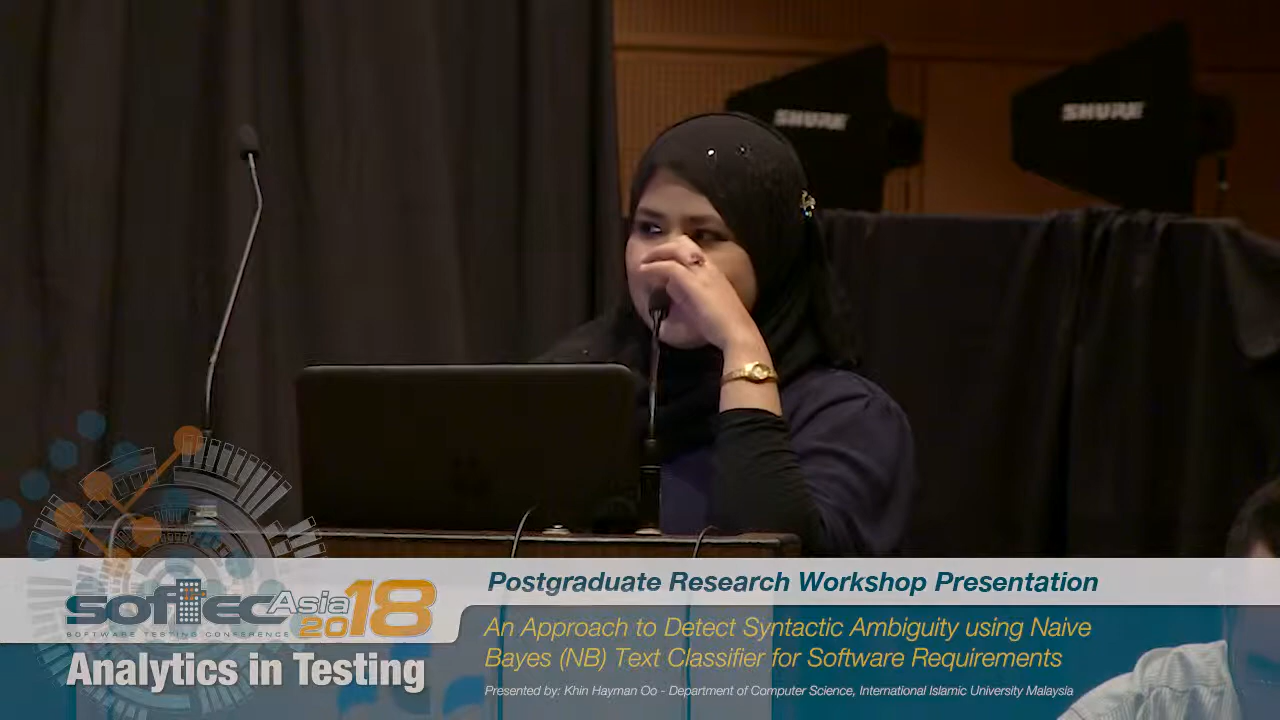 SHURE
SHURE
softec Asia 2018
SOFTWARE TESTING CONFERENCE
Analytics in Testing
Postgraduate Research Workshop Presentation
An Approach to Detect Syntactic Ambiguity using Naive
Bayes (NB) Text Classifier for Software Requirements
Presented by: Khin Hayman Oo - Department of Computer Science, International Islamic University Malaysia